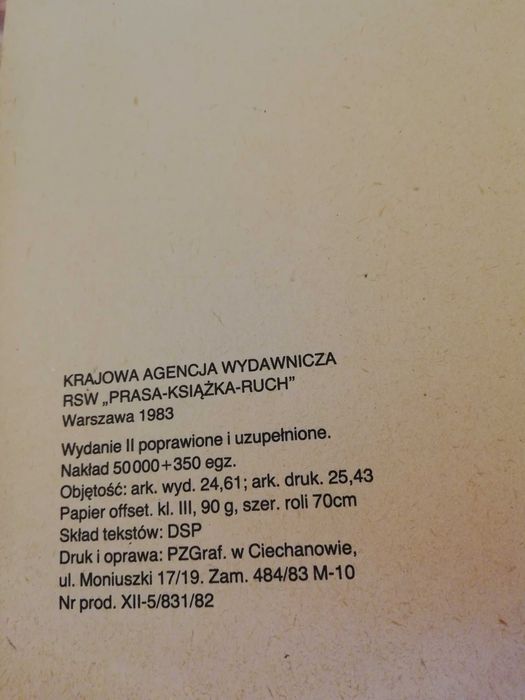 KRAJOWA AGENCJA WYDAWNICZA
RSW „PRASA-KSIĄŻKA-RUCH”
Warszawa 1983
Wydanie II poprawione i uzupełnione.
Nakład 50000+350 egz.
Objętość: ark. wyd. 24,61; ark. druk. 25,43
Papier offset. kl. III, 90 g, szer. roli 70cm
Skład tekstów: DSP
Druk i oprawa: PZGraf. w Ciechanowie,
ul. Moniuszki 17/19. Zam. 484/83 M-10
Nr prod. XII-5/831/82